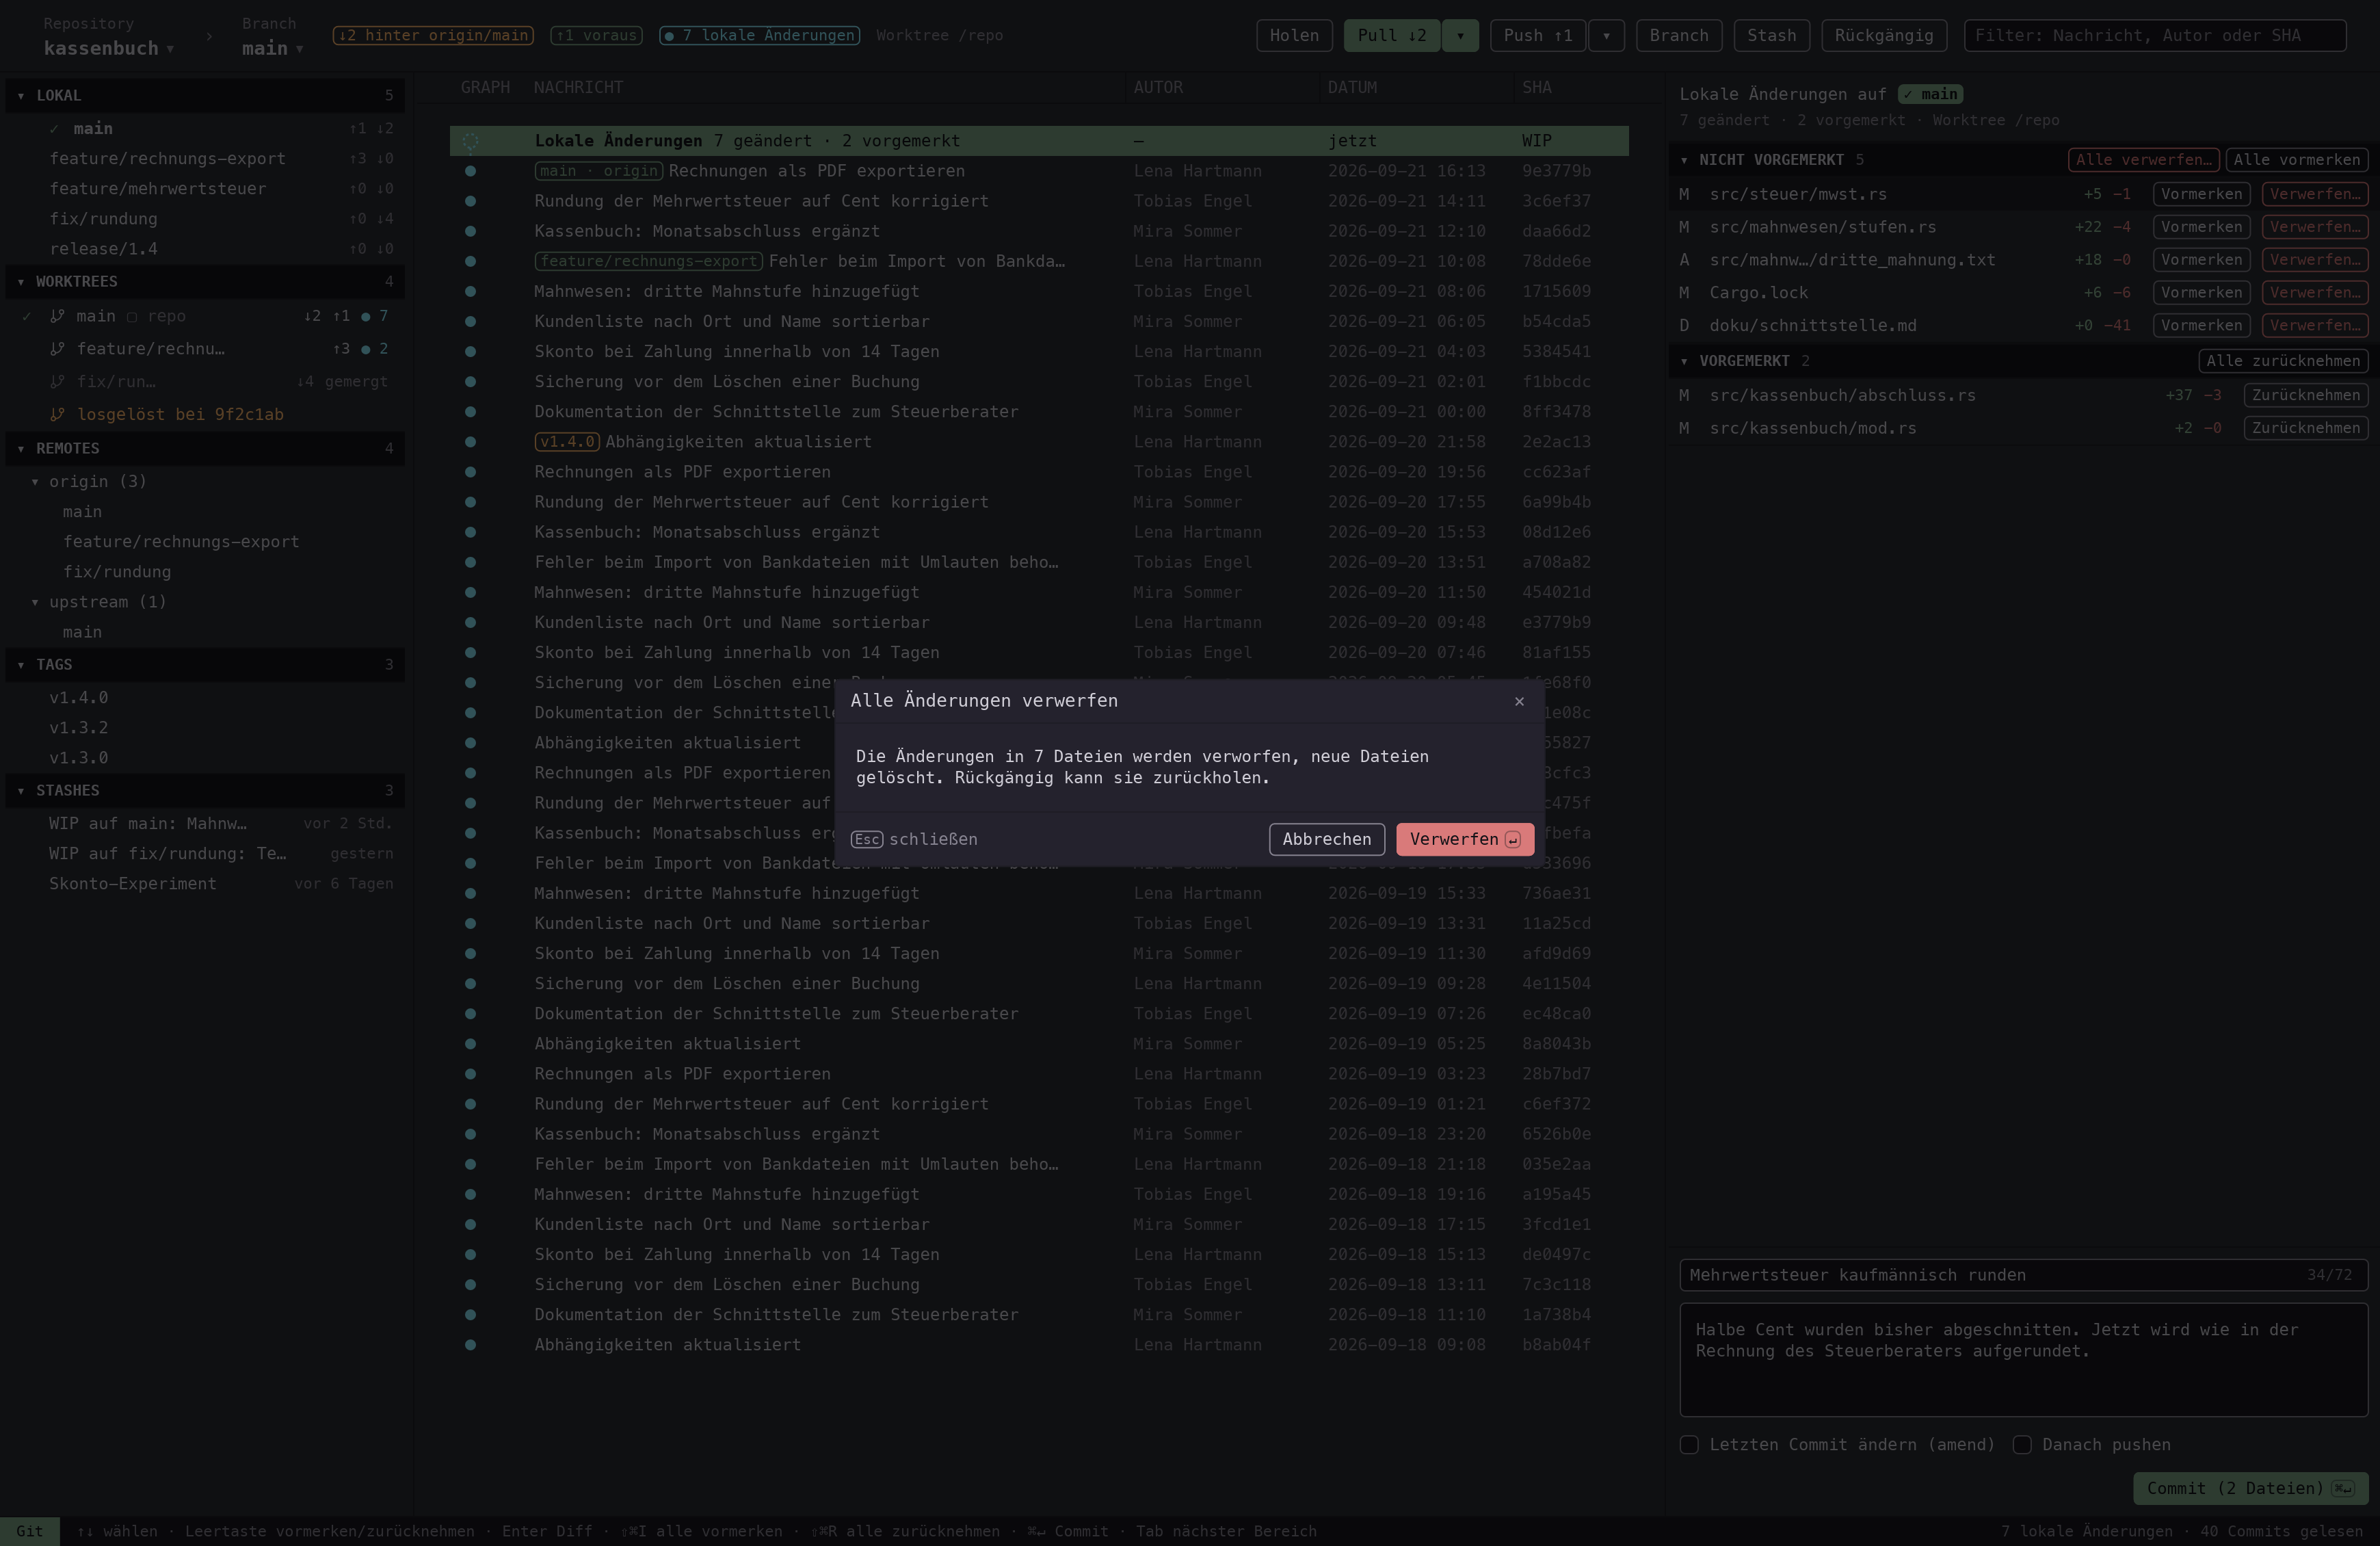 Repository
kassenbuch ▾
›
Branch
main ▾
↓2 hinter origin/main
↑1 voraus
● 7 lokale Änderungen
Worktree /repo
Holen
Pull ↓2 ▾
Push ↑1 ▾
Branch
Stash
Rückgängig
Filter: Nachricht, Autor oder SHA
▾ LOKAL 5
✓ main ↑1 ↓2
feature/rechnungs-export ↑3 ↓0
feature/mehrwertsteuer ↑0 ↓0
fix/rundung ↑0 ↓4
release/1.4 ↑0 ↓0
▾ WORKTREES 4
✓ main ▢ repo ↓2 ↑1 ● 7
feature/rechnu… ↑3 ● 2
fix/run… ↓4 gemergt
losgelöst bei 9f2c1ab
▾ REMOTES 4
▾ origin (3)
main
feature/rechnungs-export
fix/rundung
▾ upstream (1)
main
▾ TAGS 3
v1.4.0
v1.3.2
v1.3.0
▾ STASHES 3
WIP auf main: Mahnw… vor 2 Std.
WIP auf fix/rundung: Te… gestern
Skonto-Experiment vor 6 Tagen
GRAPH NACHRICHT AUTOR DATUM SHA
Lokale Änderungen 7 geändert · 2 vorgemerkt — jetzt WIP
main · origin Rechnungen als PDF exportieren Lena Hartmann 2026-09-21 16:13 9e3779b
Rundung der Mehrwertsteuer auf Cent korrigiert Tobias Engel 2026-09-21 14:11 3c6ef37
Kassenbuch: Monatsabschluss ergänzt Mira Sommer 2026-09-21 12:10 daa66d2
feature/rechnungs-export Fehler beim Import von Bankda… Lena Hartmann 2026-09-21 10:08 78dde6e
Mahnwesen: dritte Mahnstufe hinzugefügt Tobias Engel 2026-09-21 08:06 1715609
Kundenliste nach Ort und Name sortierbar Mira Sommer 2026-09-21 06:05 b54cda5
Skonto bei Zahlung innerhalb von 14 Tagen Lena Hartmann 2026-09-21 04:03 5384541
Sicherung vor dem Löschen einer Buchung Tobias Engel 2026-09-21 02:01 f1bbcdc
Dokumentation der Schnittstelle zum Steuerberater Mira Sommer 2026-09-21 00:00 8ff3478
v1.4.0 Abhängigkeiten aktualisiert Lena Hartmann 2026-09-20 21:58 2e2ac13
Rechnungen als PDF exportieren Tobias Engel 2026-09-20 19:56 cc623af
Rundung der Mehrwertsteuer auf Cent korrigiert Mira Sommer 2026-09-20 17:55 6a99b4b
Kassenbuch: Monatsabschluss ergänzt Lena Hartmann 2026-09-20 15:53 08d12e6
Fehler beim Import von Bankdateien mit Umlauten beho… Tobias Engel 2026-09-20 13:51 a708a82
Mahnwesen: dritte Mahnstufe hinzugefügt Mira Sommer 2026-09-20 11:50 454021d
Kundenliste nach Ort und Name sortierbar Lena Hartmann 2026-09-20 09:48 e3779b9
Skonto bei Zahlung innerhalb von 14 Tagen Tobias Engel 2026-09-20 07:46 81af155
Sicherung vor dem Löschen einer
Dokumentation der Schnittstelle
Abhängigkeiten aktualisiert
Rechnungen als PDF exportieren
Rundung der Mehrwertsteuer auf
Kassenbuch: Monatsabschluss
Fehler beim Import von
Mahnwesen: dritte Mahnstufe hinzugefügt Lena Hartmann 2026-09-19 15:33 736ae31
Kundenliste nach Ort und Name sortierbar Tobias Engel 2026-09-19 13:31 11a25cd
Skonto bei Zahlung innerhalb von 14 Tagen Mira Sommer 2026-09-19 11:30 afd9d69
Sicherung vor dem Löschen einer Buchung Lena Hartmann 2026-09-19 09:28 4e11504
Dokumentation der Schnittstelle zum Steuerberater Tobias Engel 2026-09-19 07:26 ec48ca0
Abhängigkeiten aktualisiert Mira Sommer 2026-09-19 05:25 8a8043b
Rechnungen als PDF exportieren Lena Hartmann 2026-09-19 03:23 28b7bd7
Rundung der Mehrwertsteuer auf Cent korrigiert Tobias Engel 2026-09-19 01:21 c6ef372
Kassenbuch: Monatsabschluss ergänzt Mira Sommer 2026-09-18 23:20 6526b0e
Fehler beim Import von Bankdateien mit Umlauten beho… Lena Hartmann 2026-09-18 21:18 035e2aa
Mahnwesen: dritte Mahnstufe hinzugefügt Tobias Engel 2026-09-18 19:16 a195a45
Kundenliste nach Ort und Name sortierbar Mira Sommer 2026-09-18 17:15 3fcd1e1
Skonto bei Zahlung innerhalb von 14 Tagen Lena Hartmann 2026-09-18 15:13 de0497c
Sicherung vor dem Löschen einer Buchung Tobias Engel 2026-09-18 13:11 7c3c118
Dokumentation der Schnittstelle zum Steuerberater Mira Sommer 2026-09-18 11:10 1a738b4
Abhängigkeiten aktualisiert Lena Hartmann 2026-09-18 09:08 b8ab04f
Alle Änderungen verwerfen ×
Die Änderungen in 7 Dateien werden verworfen, neue Dateien
gelöscht. Rückgängig kann sie zurückholen.
Esc schließen
Abbrechen
Verwerfen ↵
Lokale Änderungen auf ✓ main
7 geändert · 2 vorgemerkt · Worktree /repo
▾ NICHT VORGEMERKT 5 Alle verwerfen… Alle vormerken
M src/steuer/mwst.rs +5 −1 Vormerken Verwerfen…
M src/mahnwesen/stufen.rs +22 −4 Vormerken Verwerfen…
A src/mahnw…/dritte_mahnung.txt +18 −0 Vormerken Verwerfen…
M Cargo.lock +6 −6 Vormerken Verwerfen…
D doku/schnittstelle.md +0 −41 Vormerken Verwerfen…
▾ VORGEMERKT 2 Alle zurücknehmen
M src/kassenbuch/abschluss.rs +37 −3 Zurücknehmen
M src/kassenbuch/mod.rs +2 −0 Zurücknehmen
Mehrwertsteuer kaufmännisch runden 34/72
Halbe Cent wurden bisher abgeschnitten. Jetzt wird wie in der
Rechnung des Steuerberaters aufgerundet.
Letzten Commit ändern (amend)
Danach pushen
Commit (2 Dateien) ⌘↵
Git ↑↓ wählen · Leertaste vormerken/zurücknehmen · Enter Diff · ⇧⌘I alle vormerken · ⇧⌘R alle zurücknehmen · ⌘↵ Commit · Tab nächster Bereich
7 lokale Änderungen · 40 Commits gelesen